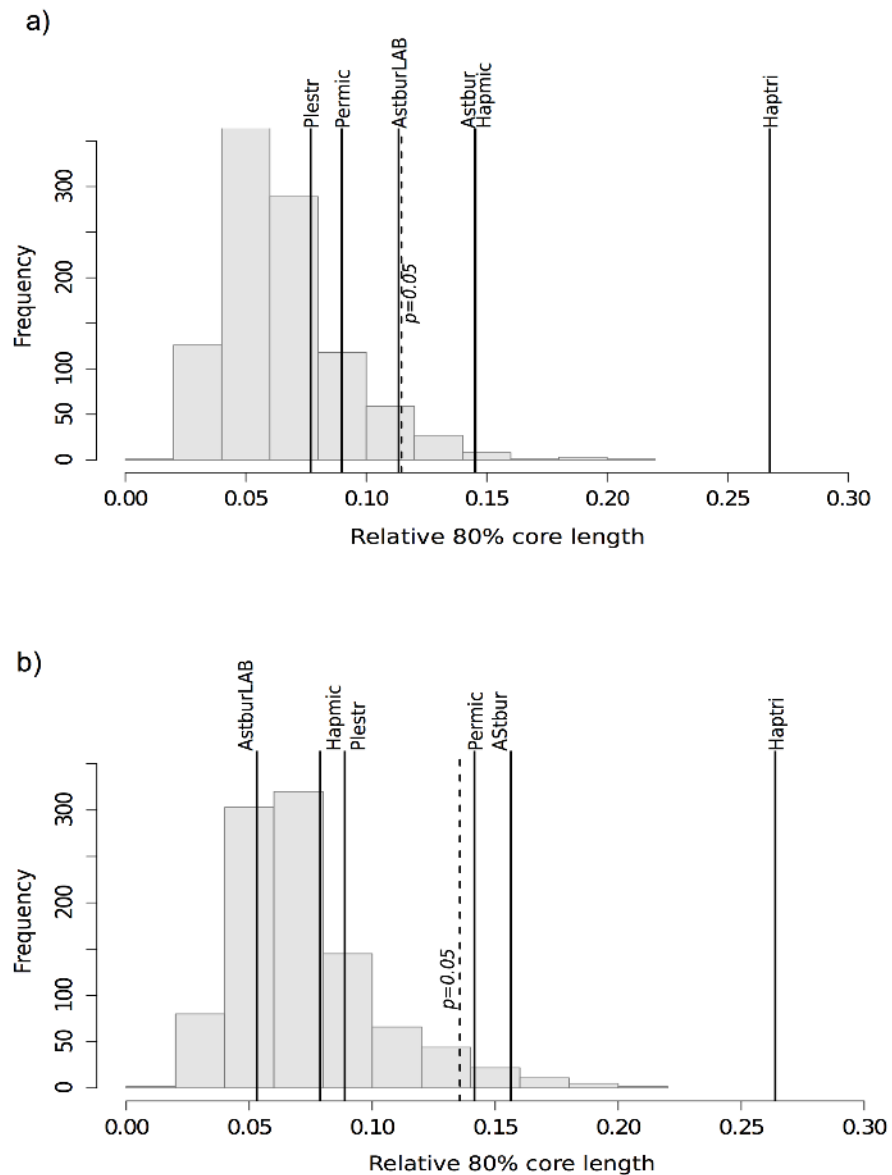 a)
Plestr
Permic
AstburLAB
Astbur
Hapmic
Haptri
p=0.05
Frequency
300
200
100
50
0
0.00 0.05 0.10 0.15 0.20 0.25 0.30
Relative 80% core length
b)
AstburLAB
Hapmic
Plestr
Permic
AStbur
Haptri
p=0.05
Frequency
300
200
100
50
0
0.00 0.05 0.10 0.15 0.20 0.25 0.30
Relative 80% core length